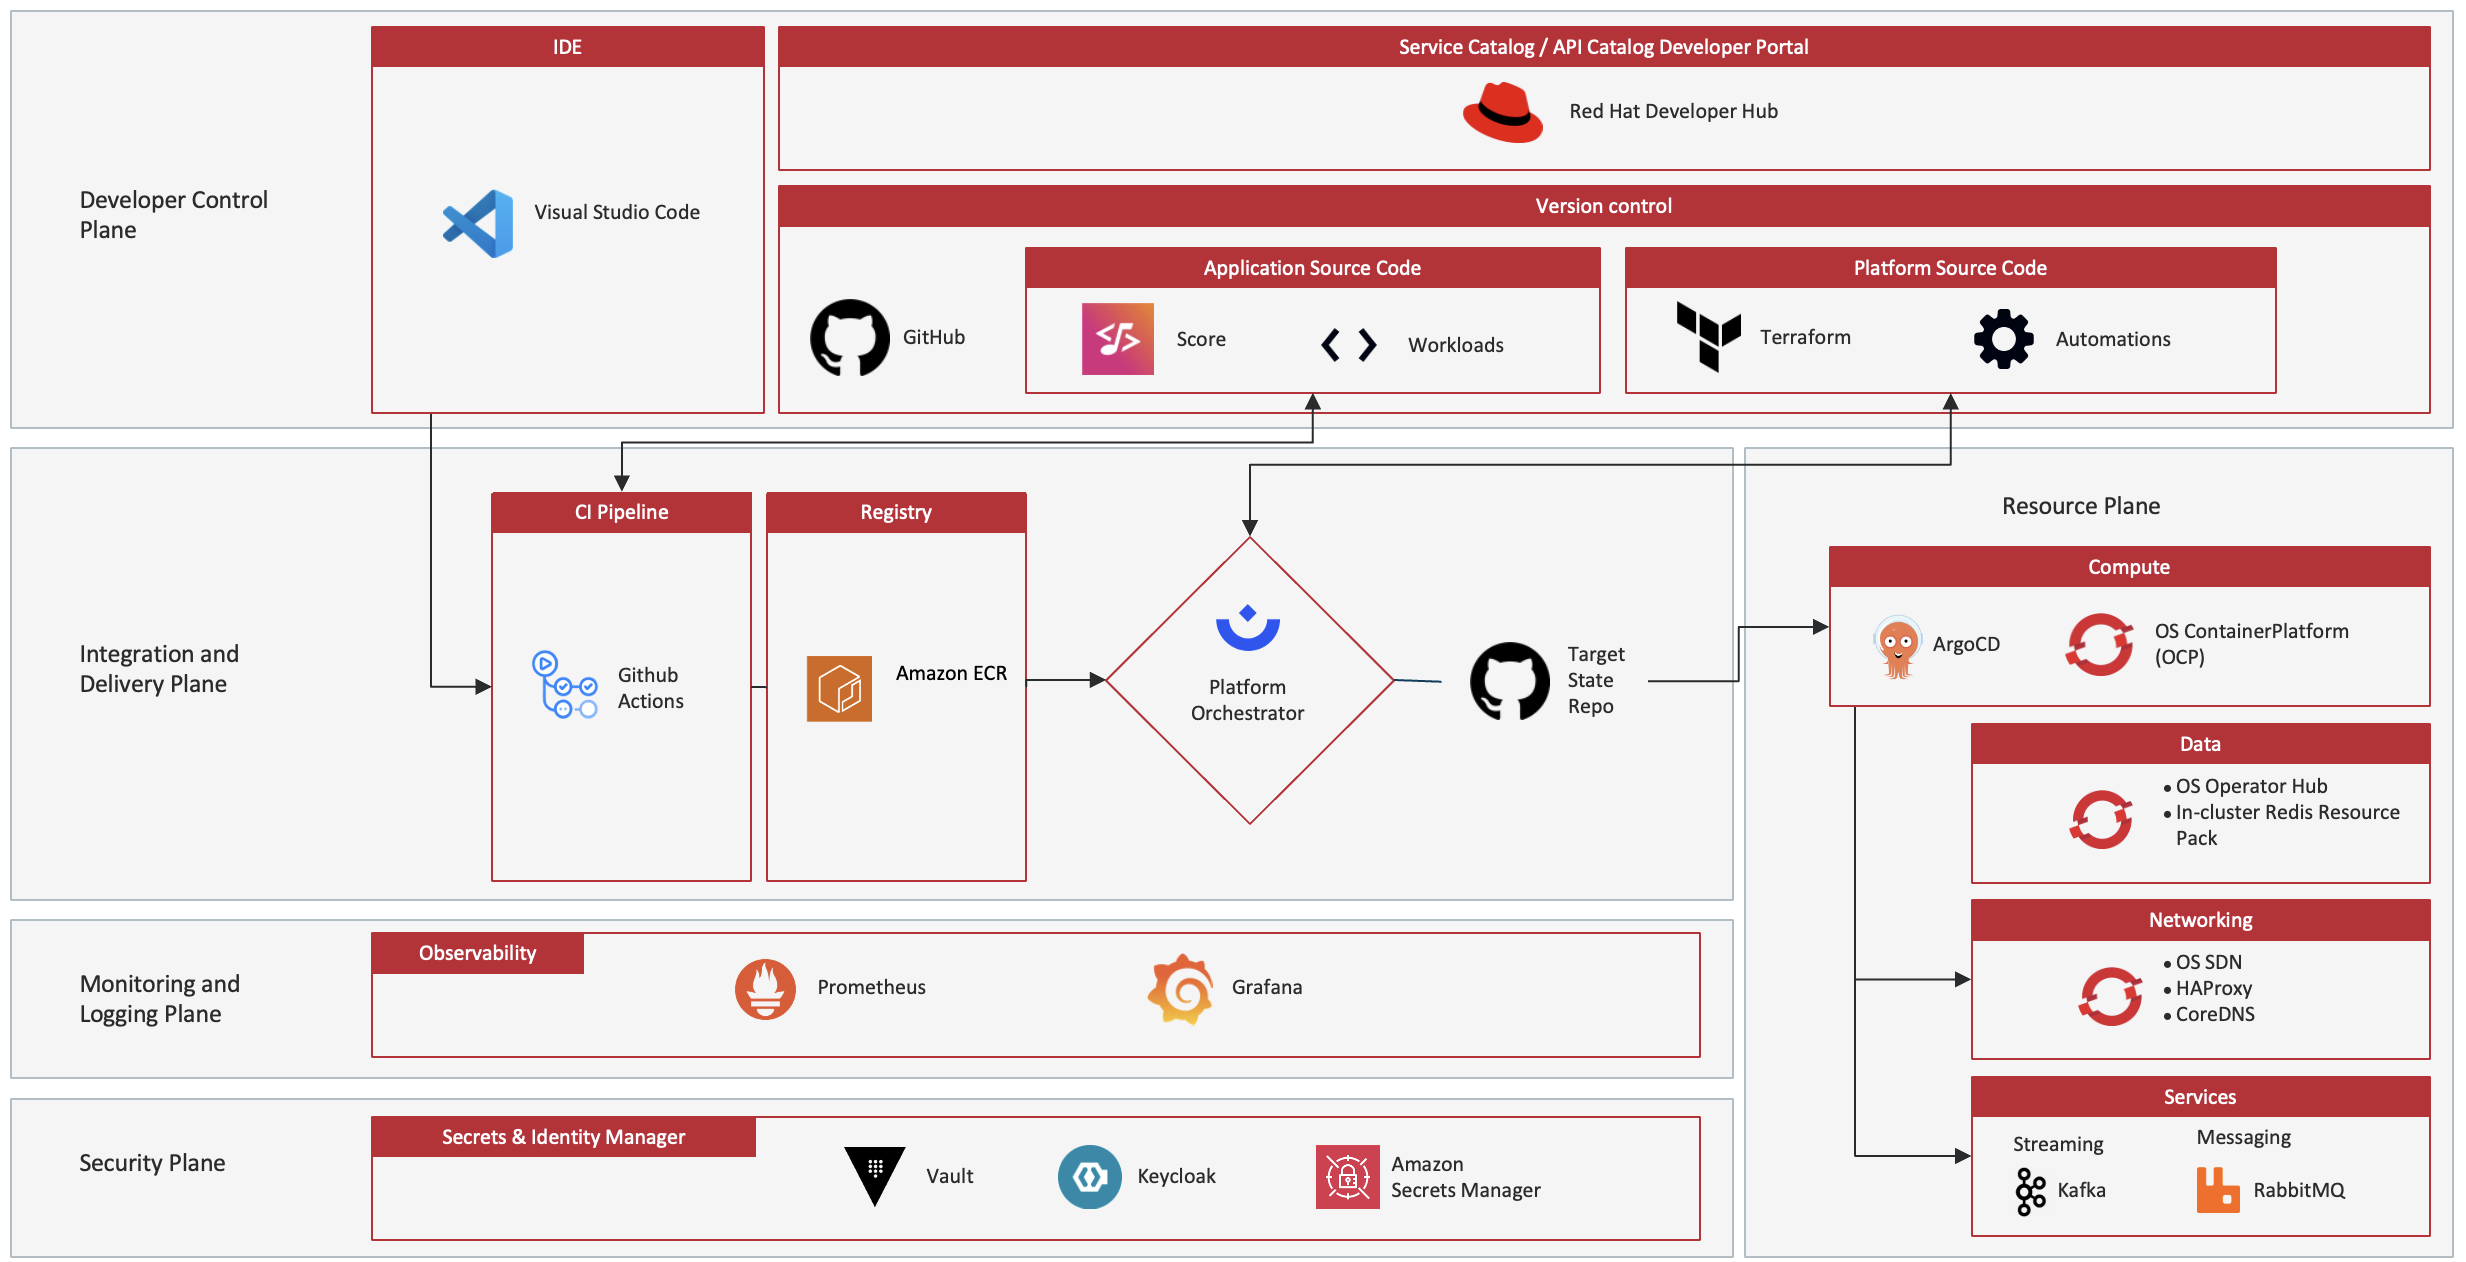 IDE
Service Catalog / API Catalog Developer Portal
Red Hat Developer Hub
Developer Control
Plane
Visual Studio Code
Version control
Application Source Code
Platform Source Code
GitHub
Score
Workloads
Terraform
Automations
Integration and
Delivery Plane
CI Pipeline
Registry
Github
Actions
Amazon ECR
Platform
Orchestrator
Target
State
Repo
Resource Plane
Compute
ArgoCD
OS ContainerPlatform
(OCP)
Data
• OS Operator Hub
• In-cluster Redis Resource
Pack
Networking
• OS SDN
• HAProxy
• CoreDNS
Services
Streaming
Kafka
Messaging
RabbitMQ
Monitoring and
Logging Plane
Observability
Prometheus
Grafana
Security Plane
Secrets & Identity Manager
Vault
Keycloak
Amazon
Secrets Manager